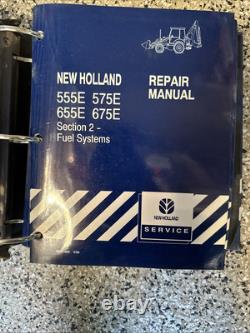 NEW HOLLAND
555E 575E
655E 675E
Section 2 -
Fuel Systems
REPAIR
MANUAL
NEW HOLLAND
SERVICE